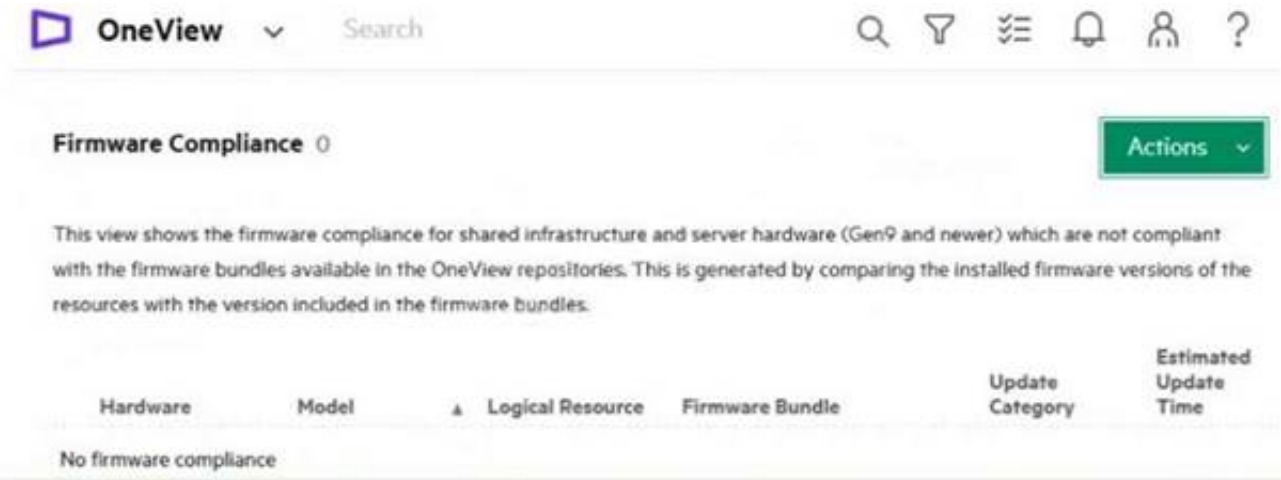 OneView Search
Firmware Compliance 0
Actions
This view shows the firmware compliance for shared infrastructure and server hardware (Gen9 and newer) which are not compliant
with the firmware bundles available in the OneView repositories. This is generated by comparing the installed firmware versions of the
resources with the version included in the firmware bundles.
Hardware Model Logical Resource Firmware Bundle Update Category Estimated Update Time
No firmware compliance